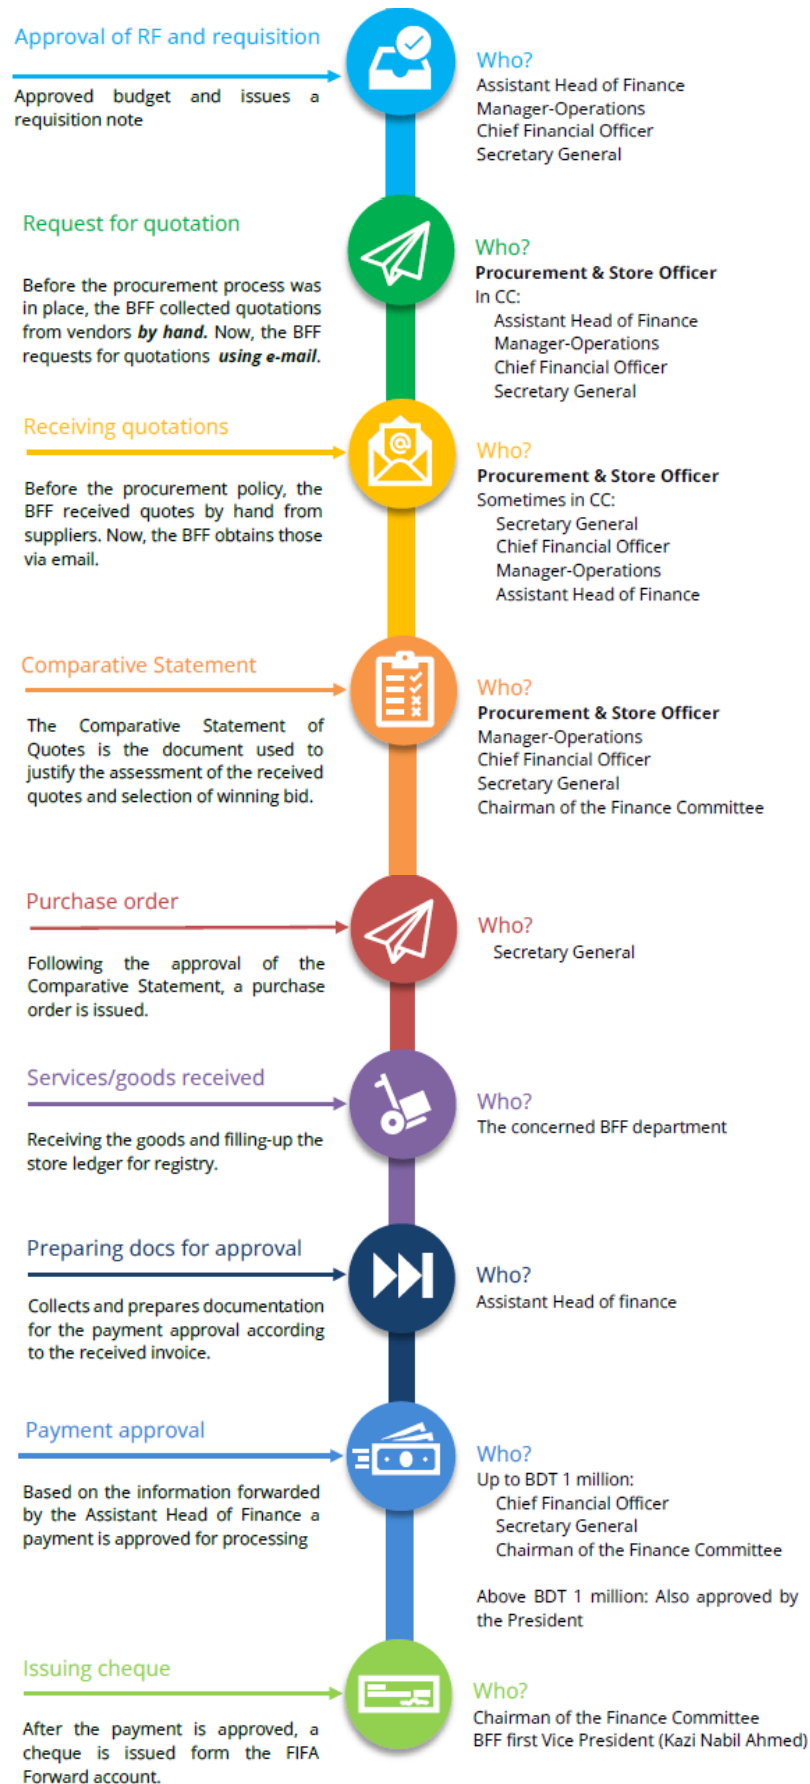 Approval of RF and requisition
Approved budget and issues a
requisition note
Who?
Assistant Head of Finance
Manager-Operations
Chief Financial Officer
Secretary General
Request for quotation
Before the procurement process was
in place, the BFF collected quotations
from vendors by hand. Now, the BFF
requests for quotations using e-mail.
Who?
Procurement & Store Officer
In CC:
Assistant Head of Finance
Manager-Operations
Chief Financial Officer
Secretary General
Receiving quotations
Before the procurement policy, the
BFF received quotes by hand from
suppliers. Now, the BFF obtains those
via email.
@
Who?
Procurement & Store Officer
Sometimes in CC:
Secretary General
Chief Financial Officer
Manager-Operations
Assistant Head of Finance
Comparative Statement
The Comparative Statement of
Quotes is the document used to
justify the assessment of the received
quotes and selection of winning bid.
Who?
Procurement & Store Officer
Manager-Operations
Chief Financial Officer
Secretary General
Chairman of the Finance Committee
Purchase order
Following the approval of the
Comparative Statement, a purchase
order is issued.
Who?
Secretary General
Services/goods received
Receiving the goods and filling-up the
store ledger for registry.
Who?
The concerned BFF department
Preparing docs for approval
Collects and prepares documentation
for the payment approval according
to the received invoice.
Who?
Assistant Head of finance
Payment approval
Based on the information forwarded
by the Assistant Head of Finance a
payment is approved for processing
Who?
Up to BDT 1 million:
Chief Financial Officer
Secretary General
Chairman of the Finance Committee
Above BDT 1 million: Also approved by
the President
Issuing cheque
After the payment is approved, a
cheque is issued form the FIFA
Forward account.
Who?
Chairman of the Finance Committee
BFF first Vice President (Kazi Nabil Ahmed)